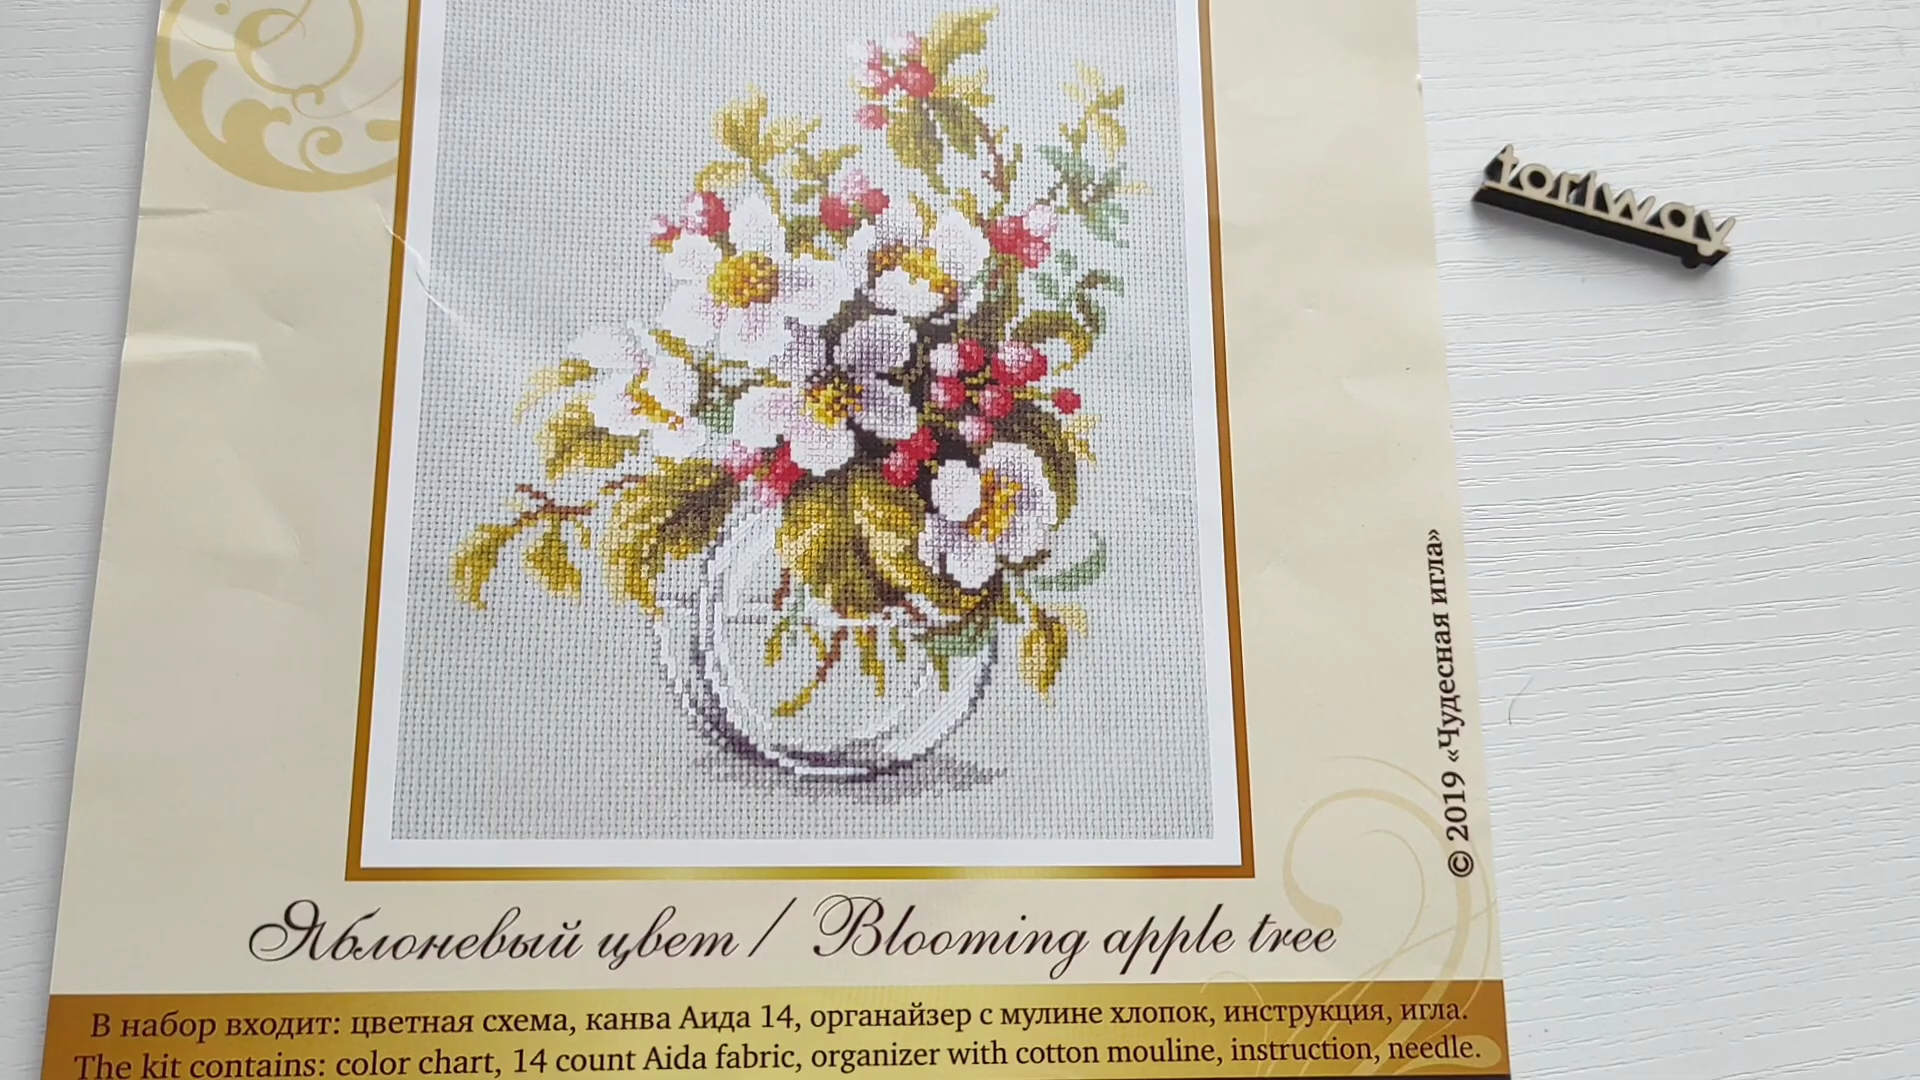 toriway
© 2019 «Чудесная игла»
Яблоневый цвет / Blooming apple tree
В набор входит: цветная схема, канва Аида 14, органайзер с мулине хлопок, инструкция, игла.
The kit contains: color chart, 14 count Aida fabric, organizer with cotton mouline, instruction, needle.